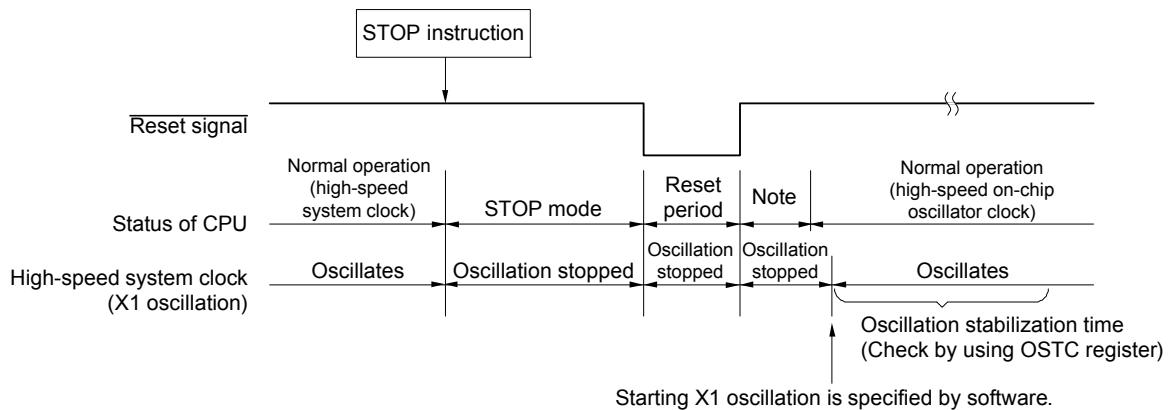 STOP instruction
Reset signal
Status of CPU
Normal operation
(high-speed
system clock)
STOP mode
Reset
period
Note
Normal operation
(high-speed on-chip
oscillator clock)
High-speed system clock
(X1 oscillation)
Oscillates
Oscillation stopped
Oscillation
stopped
Oscillation
stopped
Oscillates
Oscillation stabilization time
(Check by using OSTC register)
Starting X1 oscillation is specified by software.